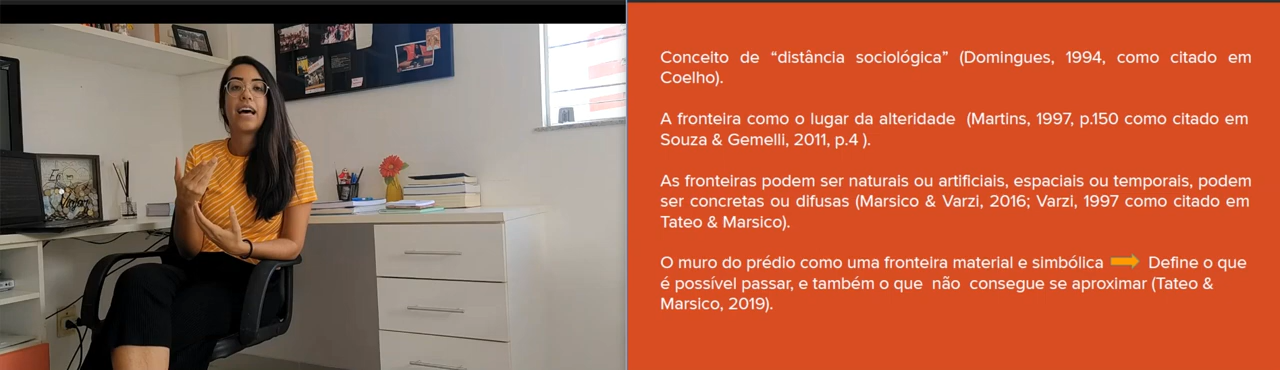 Conceito de “distância sociológica” (Domingues, 1994, como citado em
Coelho).
A fronteira como o lugar da alteridade (Martins, 1997, p.150 como citado em
Souza & Gemelli, 2011, p.4 ).
As fronteiras podem ser naturais ou artificiais, espaciais ou temporais, podem
ser concretas ou difusas (Marsico & Varzi, 2016; Varzi, 1997 como citado em
Tateo & Marsico).
O muro do prédio como uma fronteira material e simbólica Define o que
é possível passar, e também o que não consegue se aproximar (Tateo &
Marsico, 2019).